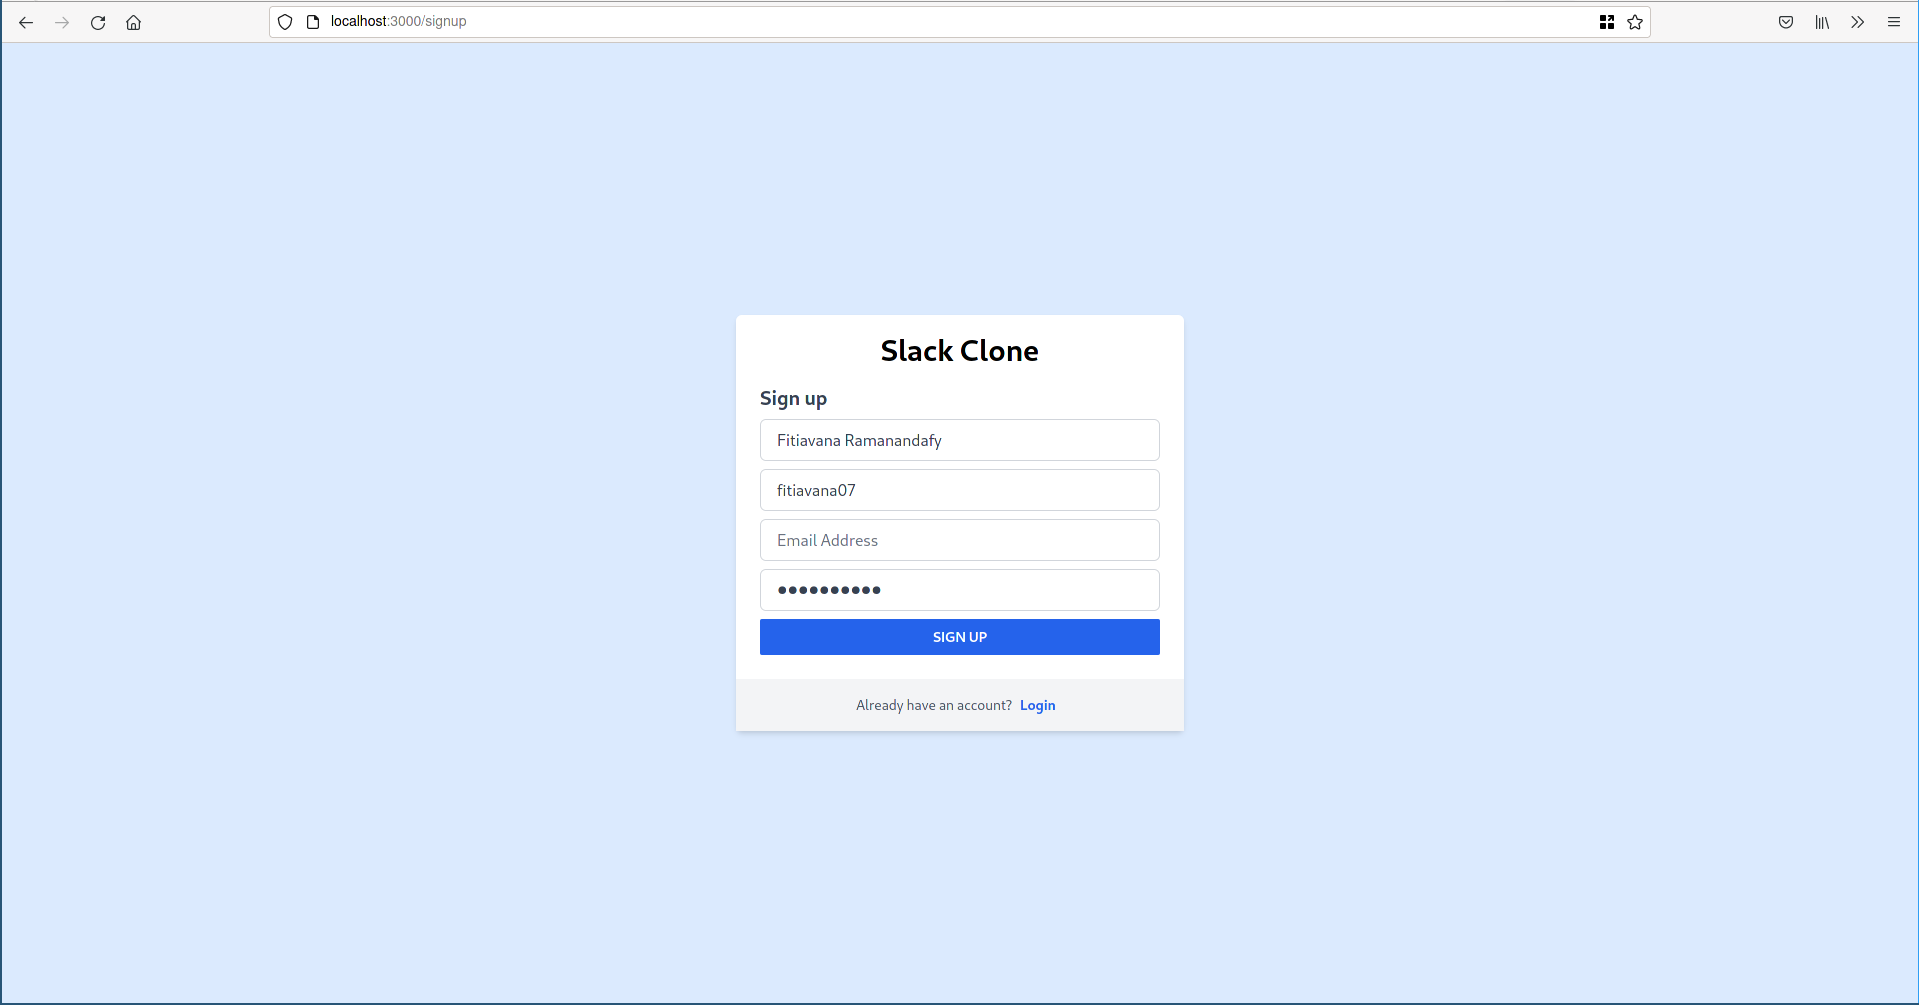 localhost:3000/signup
Slack Clone
Sign up
Fitiavana Ramanandafy
fitiavana07
Email Address
●●●●●●●●●●
SIGN UP
Already have an account? Login